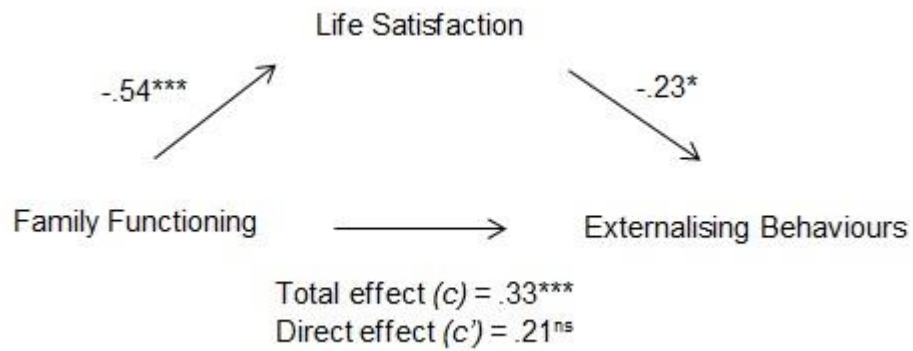 Life Satisfaction
-.54***
-.23*
Family Functioning
Externalising Behaviours
Total effect (c) = .33***
Direct effect (c’) = .21ns